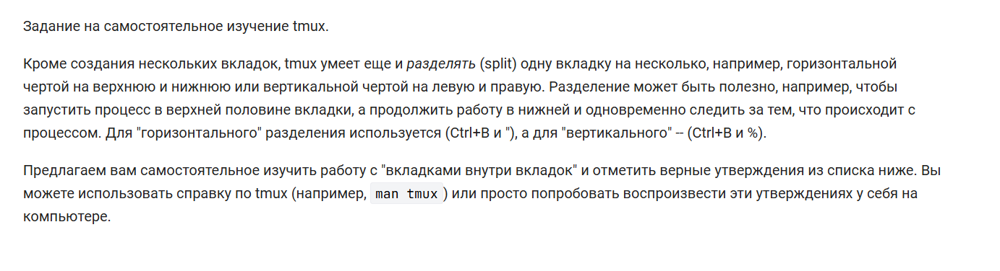 Задание на самостоятельное изучение tmux.
Кроме создания нескольких вкладок, tmux умеет еще и разделять (split) одну вкладку на несколько, например, горизонтальной
чертой на верхнюю и нижнюю или вертикальной чертой на левую и правую. Разделение может быть полезно, например, чтобы
запустить процесс в верхней половине вкладки, а продолжить работу в нижней и одновременно следить за тем, что происходит с
процессом. Для "горизонтального" разделения используется (Ctrl+B и "), а для "вертикального" -- (Ctrl+B и %).
Предлагаем вам самостоятельное изучить работу с "вкладками внутри вкладок" и отметить верные утверждения из списка ниже. Вы
можете использовать справку по tmux (например, man tmux) или просто попробовать воспроизвести эти утверждениях у себя на
компьютере.